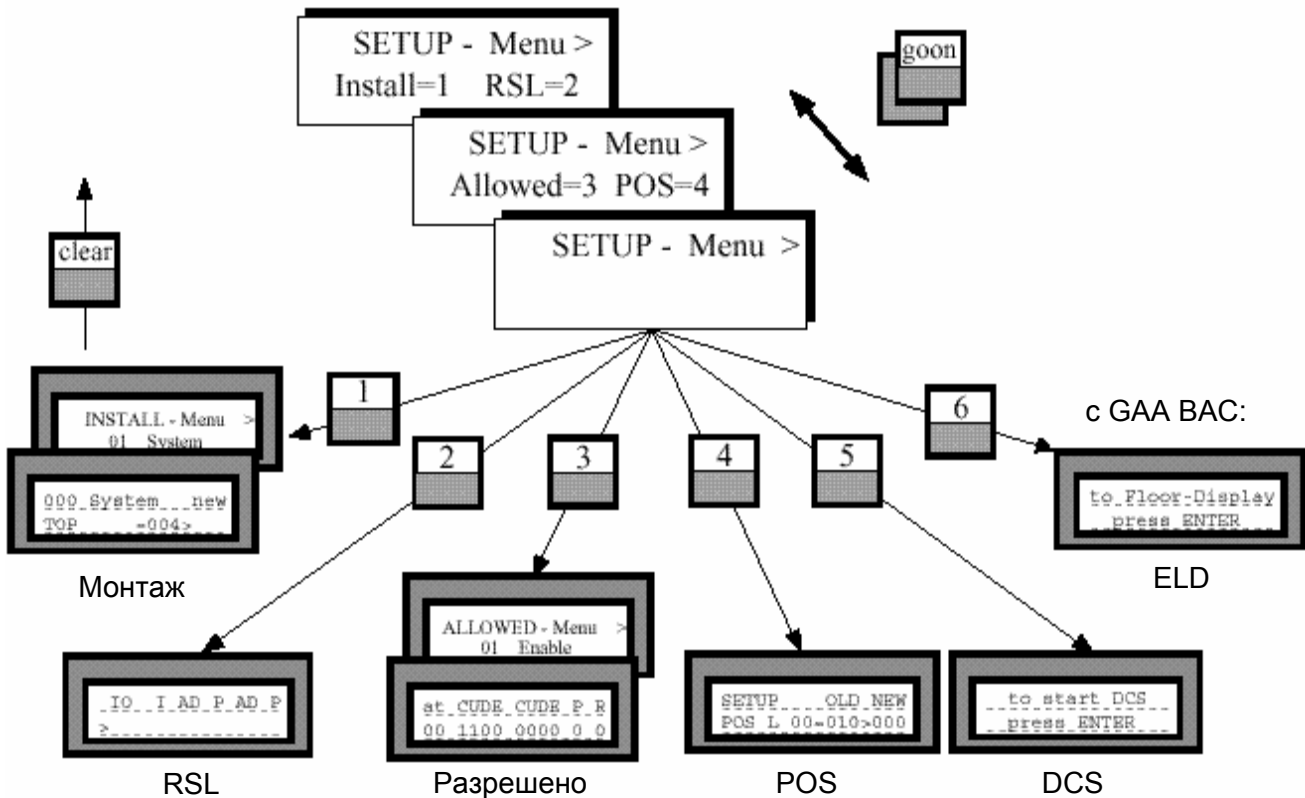 SETUP - Menu >
Install=1 RSL=2
goon
SETUP - Menu >
Allowed=3 POS=4
SETUP - Menu >
clear
1
2
3
4
5
6
с GAA BAC:
INSTALL - Menu >
01 System
000 System new
TOP =004>
Монтаж
to Floor-Display
press ENTER
ELD
IO I AD P AD P
>
RSL
ALLOWED - Menu >
01 Enable
at CUDE CUDE P R
00 1100 0000 0 0
Разрешено
SETUP OLD NEW
POS L 00=010>000
POS
to start DCS
press ENTER
DCS